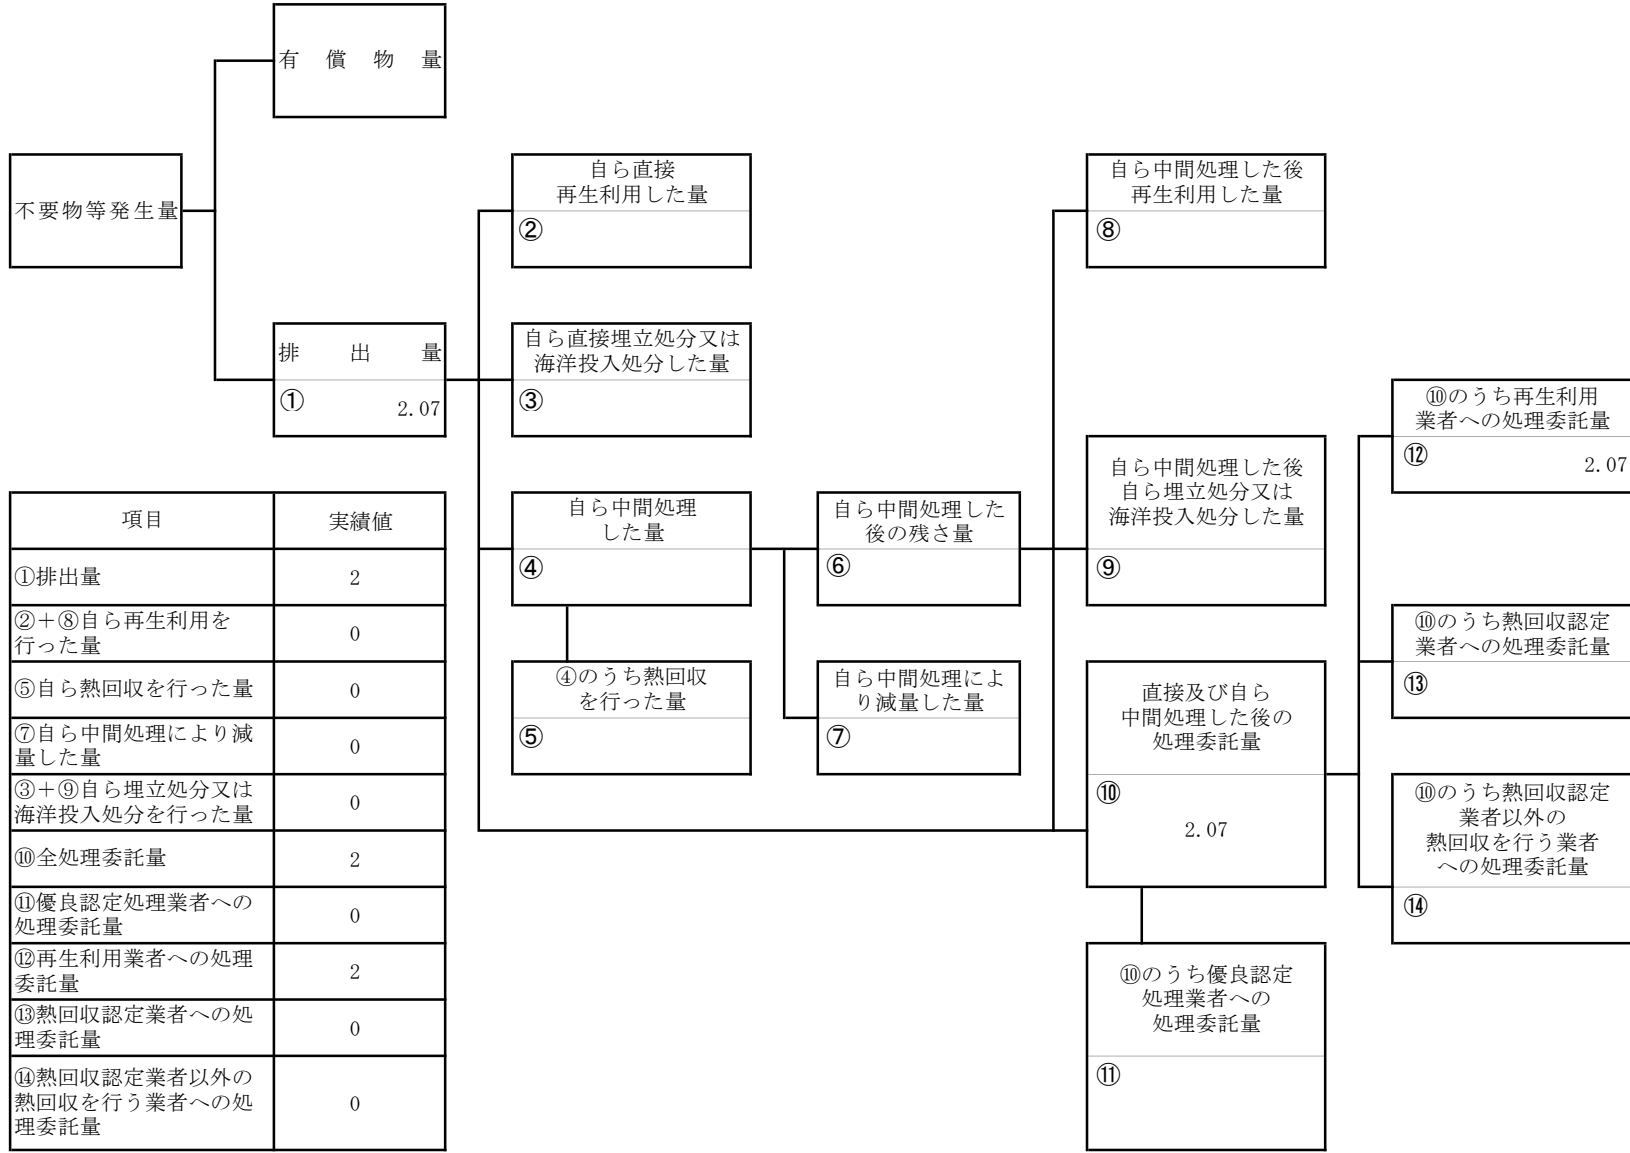 有償物量
不要物等発生量
排出量
①
2.07
自ら直接
再生利用した量
②
自ら直接埋立処分又は
海洋投入処分した量
③
自ら中間処理
した量
④
④のうち熱回収
を行った量
⑤
自ら中間処理した
後の残さ量
⑥
自ら中間処理によ
り減量した量
⑦
自ら中間処理した後
再生利用した量
⑧
自ら中間処理した後
自ら埋立処分又は
海洋投入処分した量
⑨
直接及び自ら
中間処理した後の
処理委託量
⑩
2.07
⑩のうち優良認定
処理業者への
処理委託量
⑪
⑩のうち再生利用
業者への処理委託量
⑫
2.07
⑩のうち熱回収認定
業者への処理委託量
⑬
⑩のうち熱回収認定
業者以外の
熱回収を行う業者
への処理委託量
⑭
項目 実績値
①排出量 2
②＋⑧自ら再生利用を
行った量 0
⑤自ら熱回収を行った量 0
⑦自ら中間処理により減
量した量 0
③＋⑨自ら埋立処分又は
海洋投入処分を行った量 0
⑩全処理委託量 2
⑪優良認定処理業者への
処理委託量 0
⑫再生利用業者への処理
委託量 2
⑬熱回収認定業者への処
理委託量 0
⑭熱回収認定業者以外の
熱回収を行う業者への処
理委託量 0